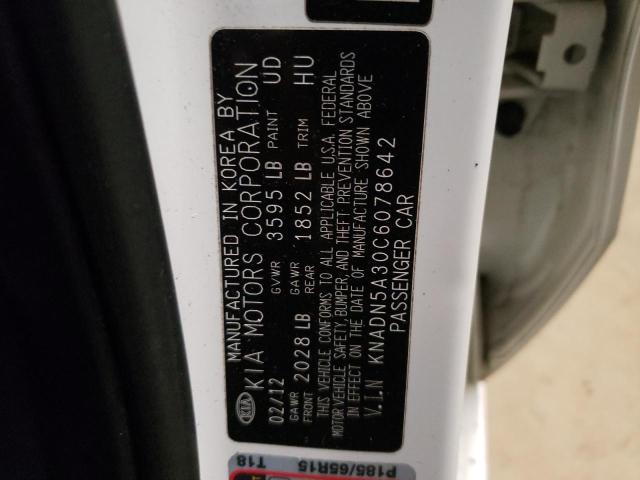 MANUFACTURED IN KOREA BY
KIA KIA MOTORS CORPORATION
02/12 GVWR 3595 LB PAINT UD
GAWR FRONT 2028 LB GAWR REAR 1852 LB TRIM HU
THIS VEHICLE CONFORMS TO ALL APPLICABLE U.S.A. FEDERAL
MOTOR VEHICLE SAFETY, BUMPER, AND THEFT PREVENTION STANDARDS
IN EFFECT ON THE DATE OF MANUFACTURE SHOWN ABOVE
V.I.N KNADN5A30C6078642
PASSENGER CAR
T18
P185/65R15